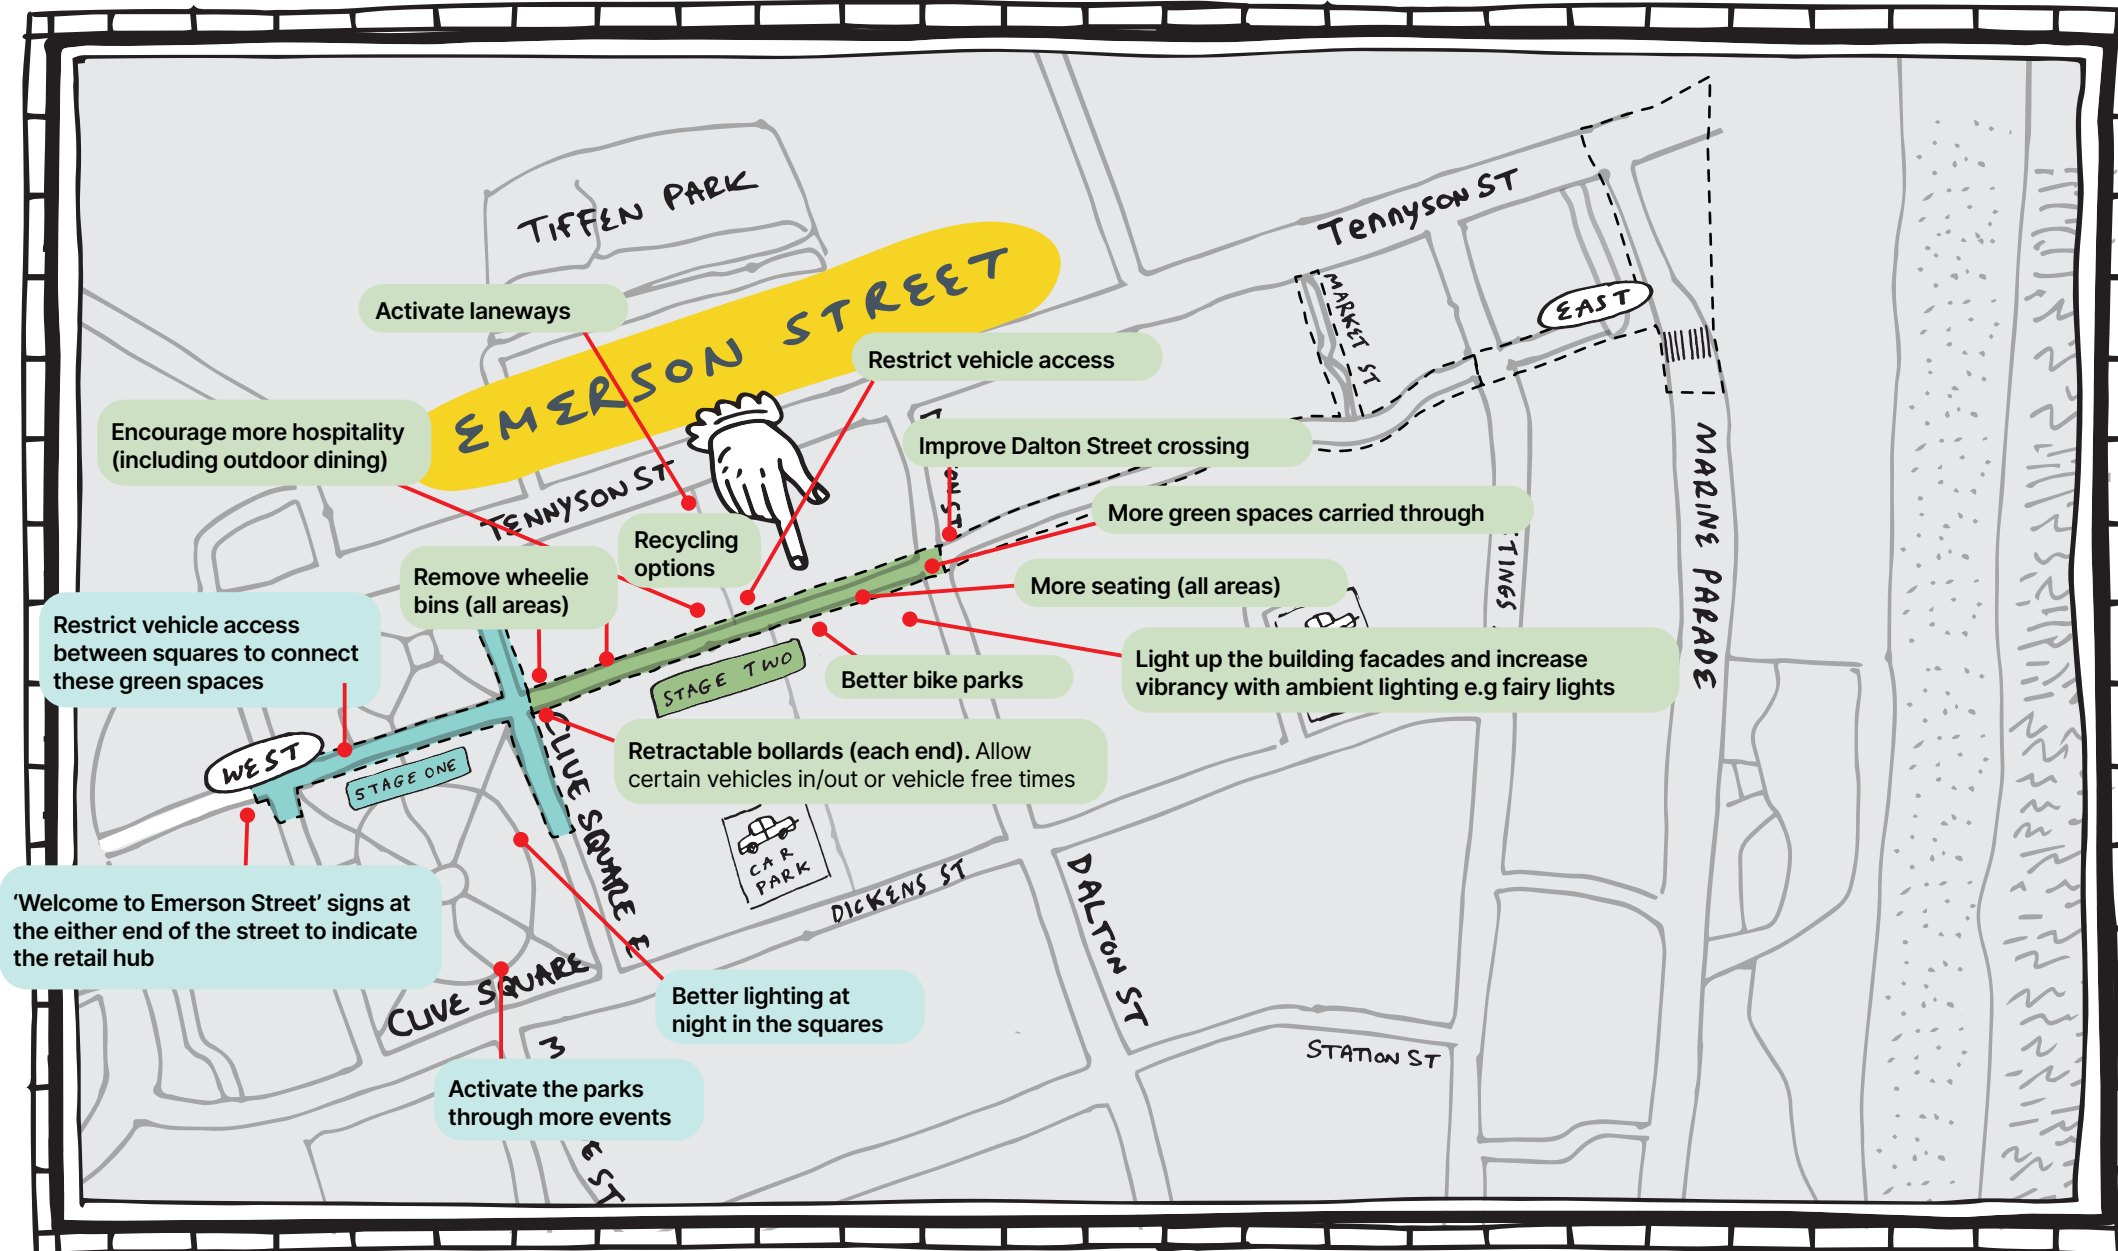 TIFFEN PARK
EMERSON STREET
Tennyson ST
EAST
MARKET ST
Activate laneways
Restrict vehicle access
Encourage more hospitality
(including outdoor dining)
Improve Dalton Street crossing
TENNYSON ST
ON ST
Recycling
options
More green spaces carried through
MARINE PARADE
TINGS
Remove wheelie
bins (all areas)
More seating (all areas)
Restrict vehicle access
between squares to connect
these green spaces
STAGE TWO
Better bike parks
Light up the building facades and increase
vibrancy with ambient lighting e.g fairy lights
WEST
STAGE ONE
CLIVE SQUARE E
Retractable bollards (each end). Allow
certain vehicles in/out or vehicle free times
CAR
PARK
DICKENS ST
DALTON ST
'Welcome to Emerson Street' signs at
the either end of the street to indicate
the retail hub
CLIVE SQUARE
Better lighting at
night in the squares
STATION ST
Activate the parks
through more events
E ST